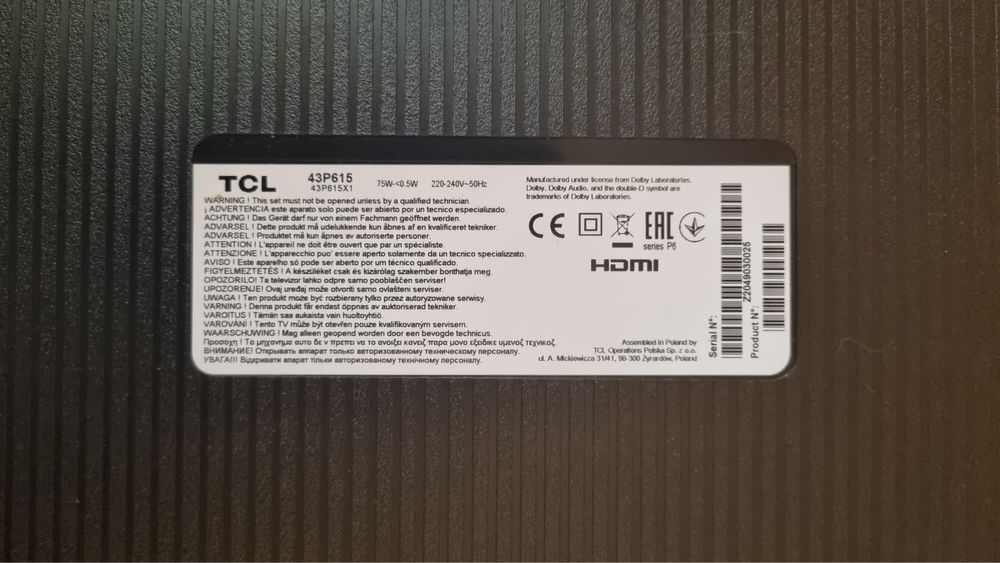 TCL
43P615
43P615X1
75W-<0.5W 220-240V~50Hz
WARNING ! This set must not be opened unless by a qualified technician.
¡ ADVERTENCIA este aparato solo puede ser abierto por un tecnico especializado.
ACHTUNG ! Das Gerät darf nur von einem Fachmann geöffnet werden.
ADVARSEL ! Dette produkt må udelukkende kun åbnes af en kvalificeret tekniker.
ADVARSEL ! Produktet må kun åpnes av autoriserte personer.
ATTENTION ! L'appareil ne doit être ouvert que par un spécialiste.
ATTENZIONE ! L'apparecchio puo' essere aperto solamente da un tecnico specializzato.
AVISO ! Este aparelho só pode ser aberto por um técnico qualificado.
FIGYELMEZTETÉS ! A készüléket csak és kizárólag szakember bonthatja meg.
OPOZORILO! Ta televizor lahko odpre samo pooblaščen serviser!
UPOZORENJE! Ovaj uređaj može otvoriti samo ovlašteni serviser.
UWAGA ! Ten produkt może być rozbierany tylko przez autoryzowane serwisy.
VARNING ! Denna produkt får endast öppnas av auktoriserad tekniker.
VAROITUS ! Tämän saa aukaista vain huoltoyhtiö.
VAROVÁNÍ ! Tento TV může být otevřen pouze kvalifikovaným servisem.
WAARSCHUWING ! Mag alleen geopend worden door een bevoegde technicus.
Προσοχη ! Το μηχανημα αυτο δε ν πρεπει να το ανοιξει κανείς παρα μονο εξειδικε υμενος τεχνικος.
ВНИМАНИЕ! Открывать аппарат только авторизованному техническому персоналу.
УВАГА!!! Відкривати апарат тільки авторизованому технічному персоналу.
Manufactured under license from Dolby Laboratories.
Dolby, Dolby Audio, and the double-D symbol are
trademarks of Dolby Laboratories.
CE EAC
series P6
HDMI
Assembled in Poland by
TCL Operations Polska Sp. z o.o.
ul. A. Mickiewicza 31/41, 96-300 Żyrardów, Poland
Serial N°:
Z2049030025
Product N°: